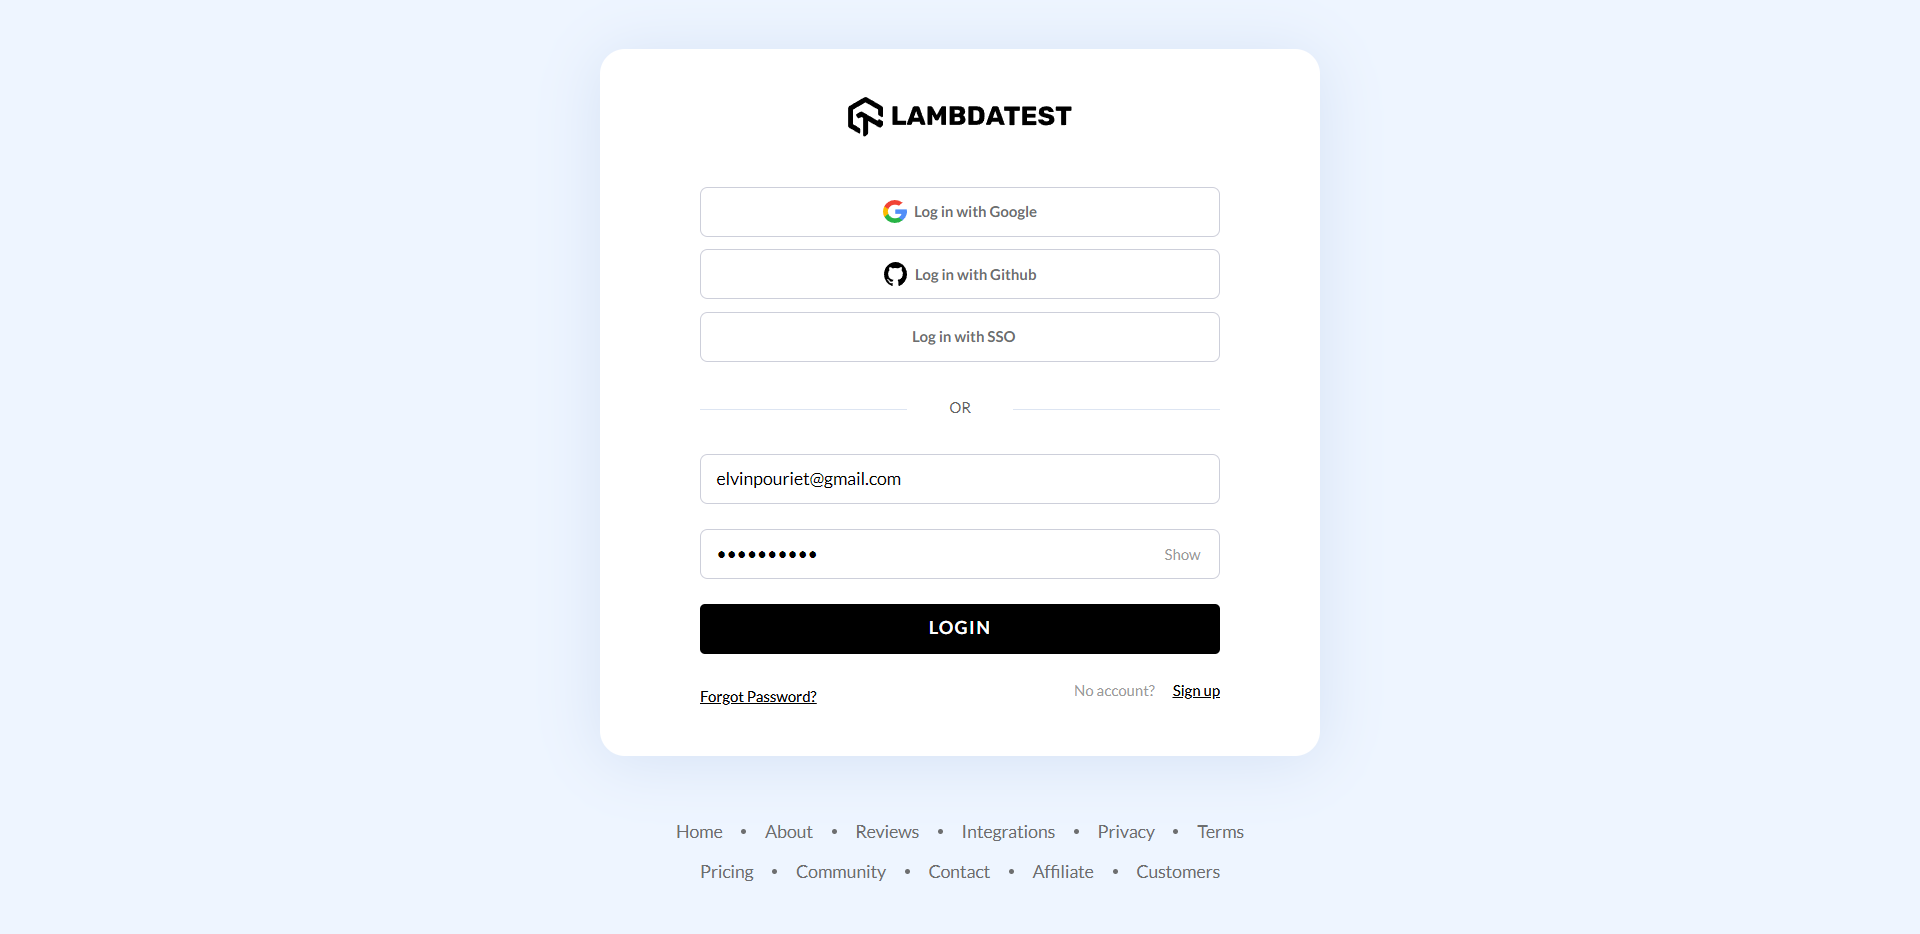 LAMBDATEST
Log in with Google
Log in with Github
Log in with SSO
OR
elvinpouriet@gmail.com
•••••••••• Show
LOGIN
Forgot Password? No account? Sign up
Home • About • Reviews • Integrations • Privacy • Terms
Pricing • Community • Contact • Affiliate • Customers